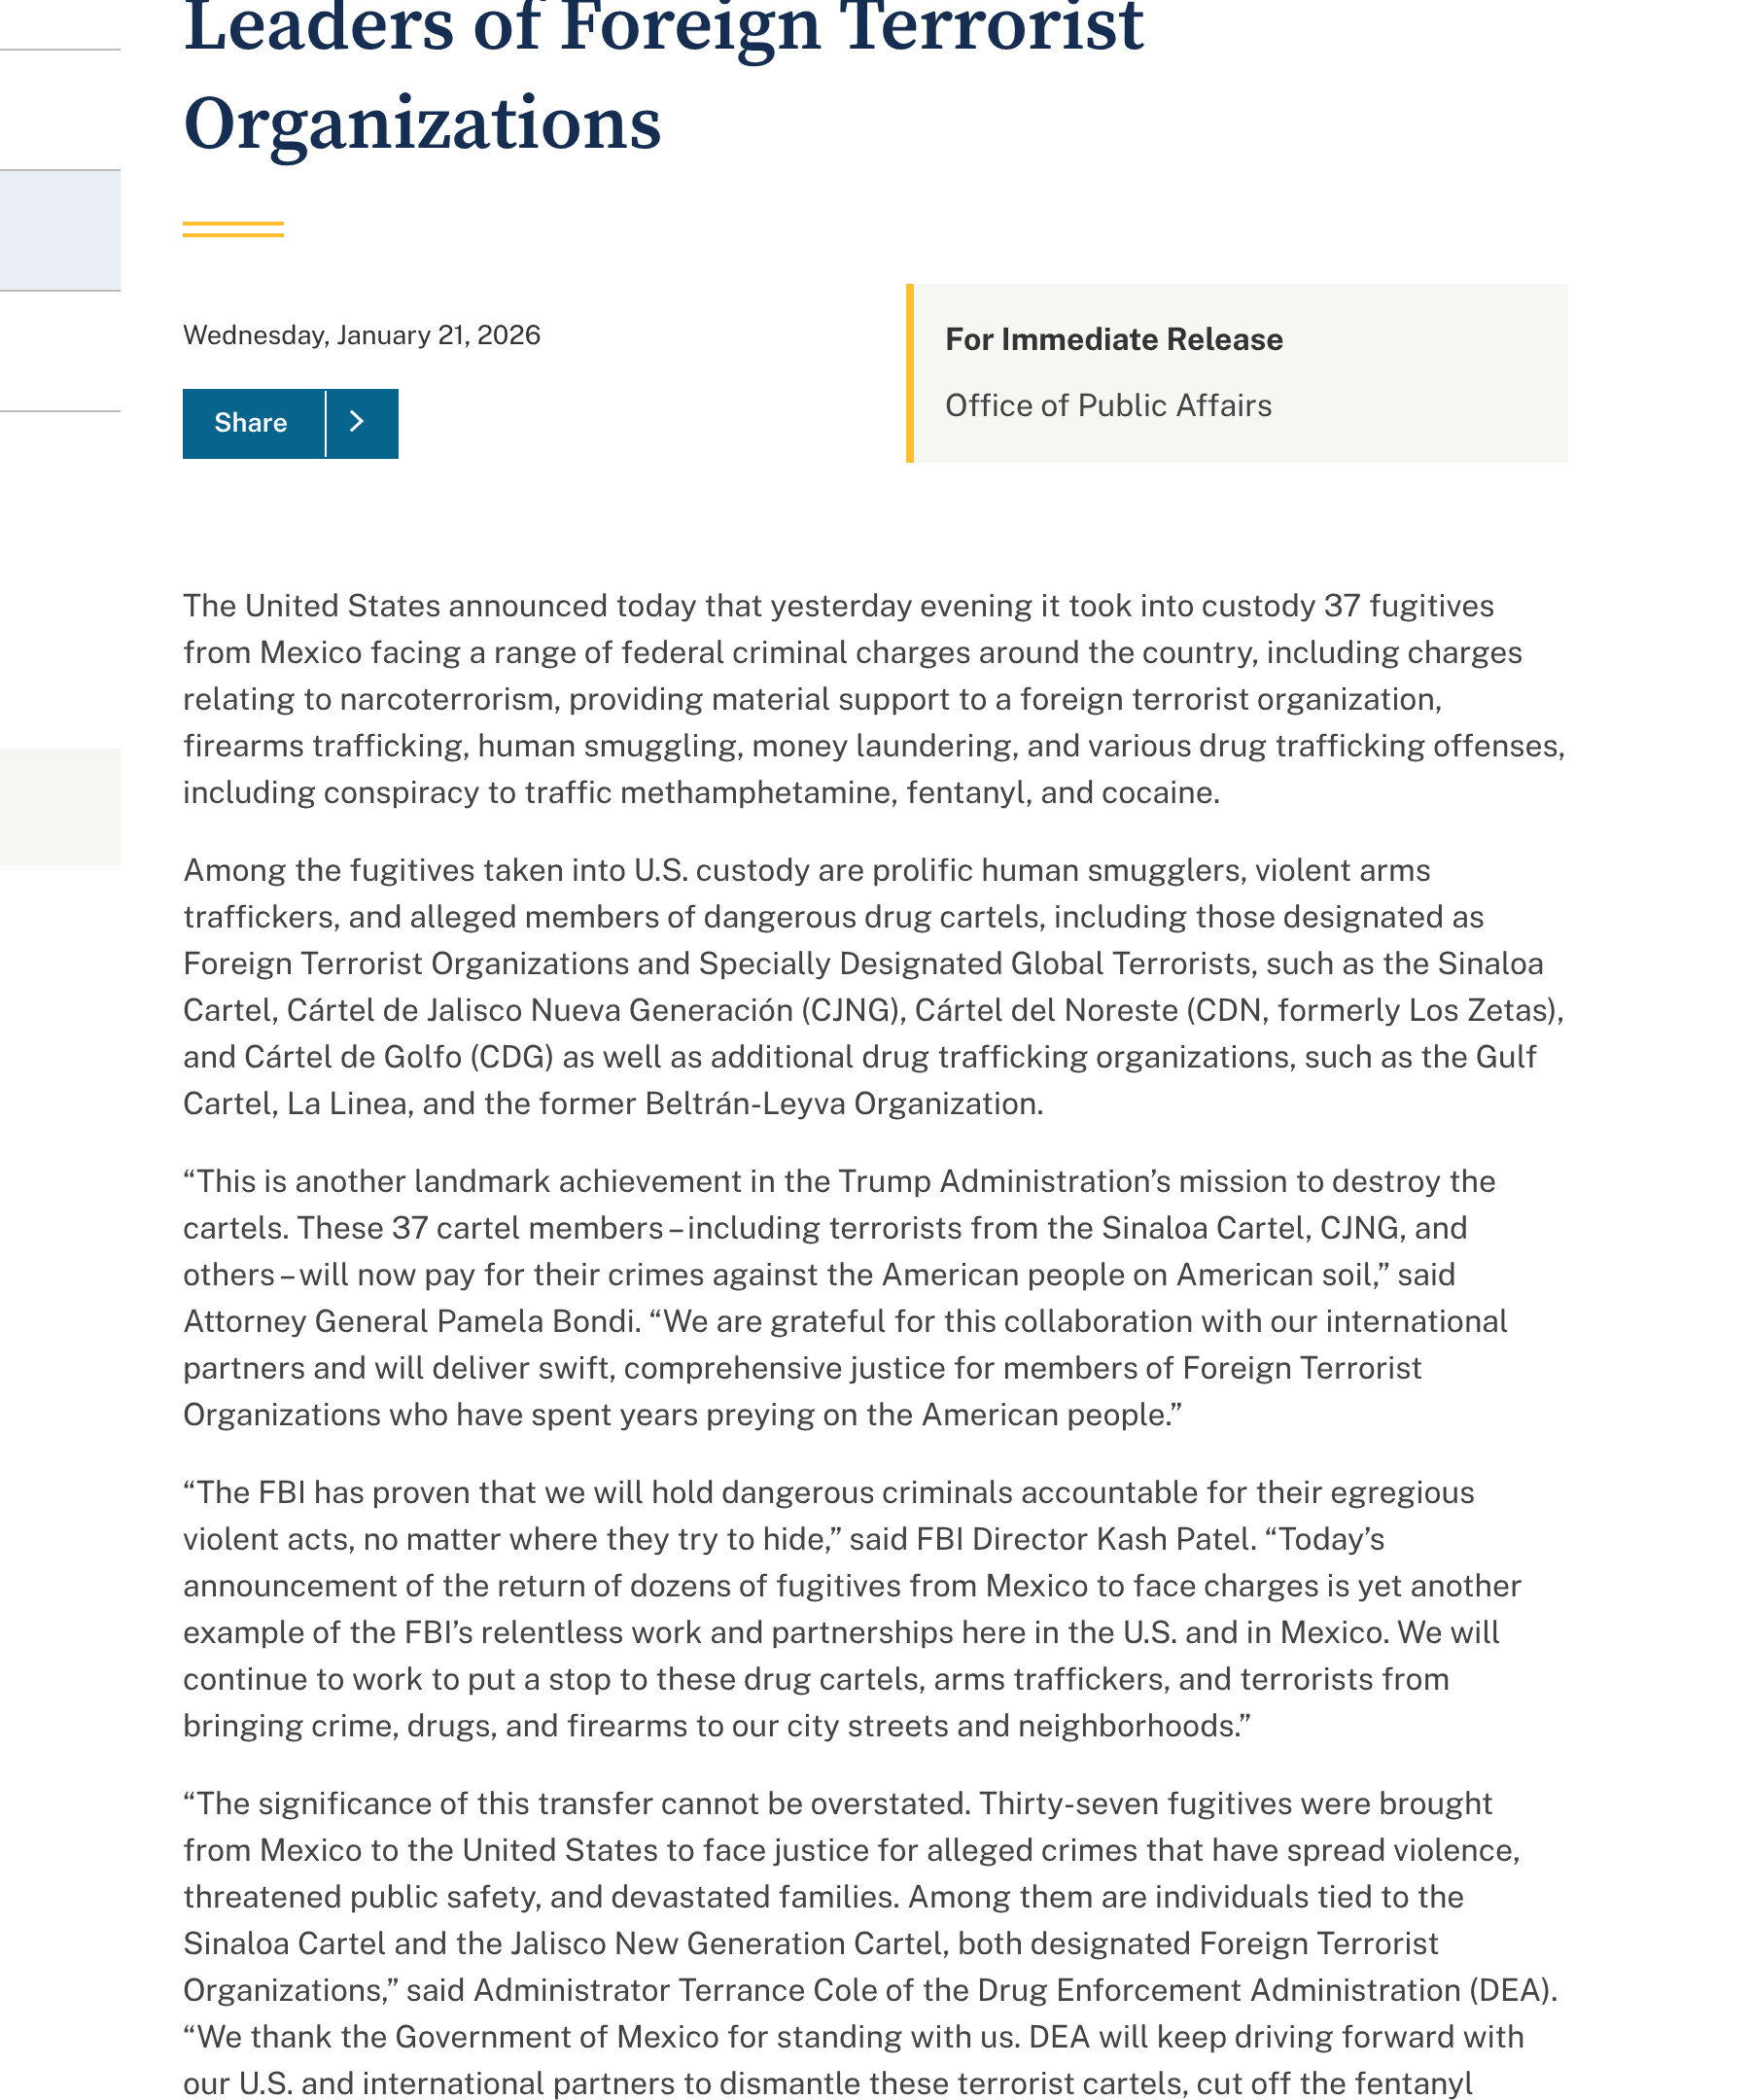 Leaders of Foreign Terrorist
Organizations
Wednesday, January 21, 2026
Share
For Immediate Release
Office of Public Affairs
The United States announced today that yesterday evening it took into custody 37 fugitives
from Mexico facing a range of federal criminal charges around the country, including charges
relating to narcoterrorism, providing material support to a foreign terrorist organization,
firearms trafficking, human smuggling, money laundering, and various drug trafficking offenses,
including conspiracy to traffic methamphetamine, fentanyl, and cocaine.
Among the fugitives taken into U.S. custody are prolific human smugglers, violent arms
traffickers, and alleged members of dangerous drug cartels, including those designated as
Foreign Terrorist Organizations and Specially Designated Global Terrorists, such as the Sinaloa
Cartel, Cártel de Jalisco Nueva Generación (CJNG), Cártel del Noreste (CDN, formerly Los Zetas),
and Cártel de Golfo (CDG) as well as additional drug trafficking organizations, such as the Gulf
Cartel, La Linea, and the former Beltrán-Leyva Organization.
“This is another landmark achievement in the Trump Administration’s mission to destroy the
cartels. These 37 cartel members – including terrorists from the Sinaloa Cartel, CJNG, and
others – will now pay for their crimes against the American people on American soil,” said
Attorney General Pamela Bondi. “We are grateful for this collaboration with our international
partners and will deliver swift, comprehensive justice for members of Foreign Terrorist
Organizations who have spent years preying on the American people.”
“The FBI has proven that we will hold dangerous criminals accountable for their egregious
violent acts, no matter where they try to hide,” said FBI Director Kash Patel. “Today’s
announcement of the return of dozens of fugitives from Mexico to face charges is yet another
example of the FBI’s relentless work and partnerships here in the U.S. and in Mexico. We will
continue to work to put a stop to these drug cartels, arms traffickers, and terrorists from
bringing crime, drugs, and firearms to our city streets and neighborhoods.”
“The significance of this transfer cannot be overstated. Thirty-seven fugitives were brought
from Mexico to the United States to face justice for alleged crimes that have spread violence,
threatened public safety, and devastated families. Among them are individuals tied to the
Sinaloa Cartel and the Jalisco New Generation Cartel, both designated Foreign Terrorist
Organizations,” said Administrator Terrance Cole of the Drug Enforcement Administration (DEA).
“We thank the Government of Mexico for standing with us. DEA will keep driving forward with
our U.S. and international partners to dismantle these terrorist cartels, cut off the fentanyl